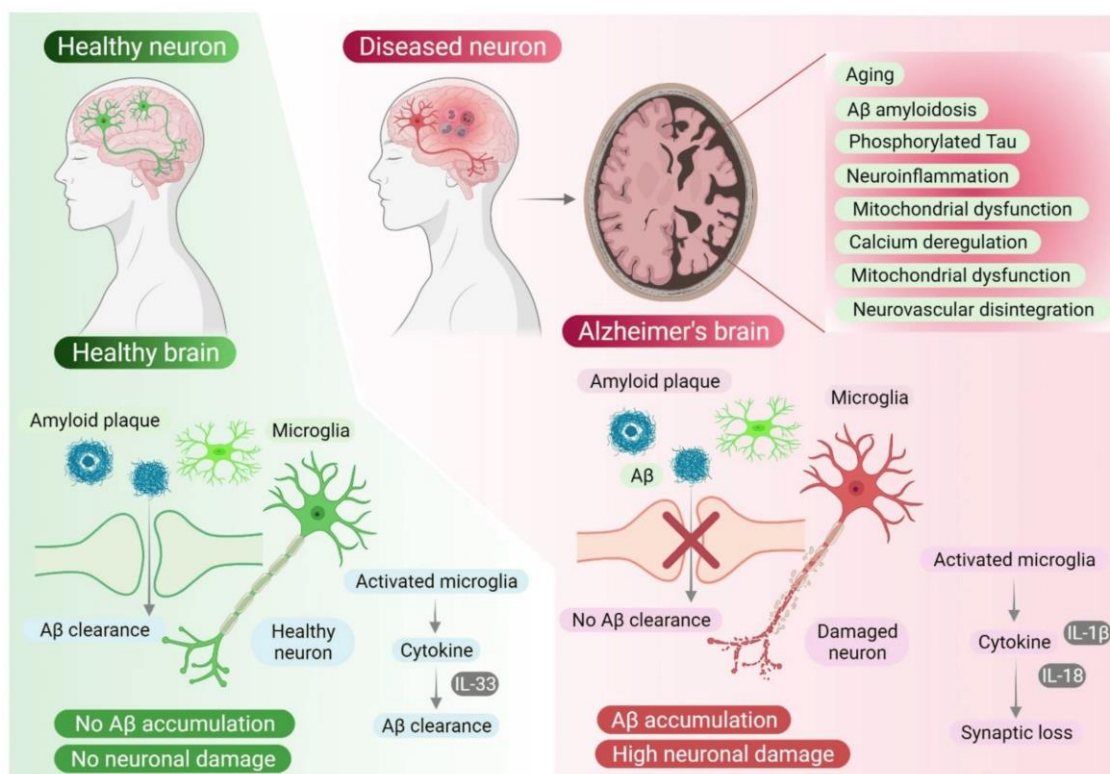 Healthy neuron
Diseased neuron
Aging
Aβ amyloidosis
Phosphorylated Tau
Neuroinflammation
Mitochondrial dysfunction
Calcium deregulation
Mitochondrial dysfunction
Neurovascular disintegration
Healthy brain
Amyloid plaque
Microglia
Aβ clearance
Healthy
neuron
Activated microglia
Cytokine
IL-33
Aβ clearance
No Aβ accumulation
No neuronal damage
Alzheimer's brain
Amyloid plaque
Microglia
Aβ
No Aβ clearance
Damaged
neuron
Activated microglia
Cytokine
IL-1β
IL-18
Synaptic loss
Aβ accumulation
High neuronal damage